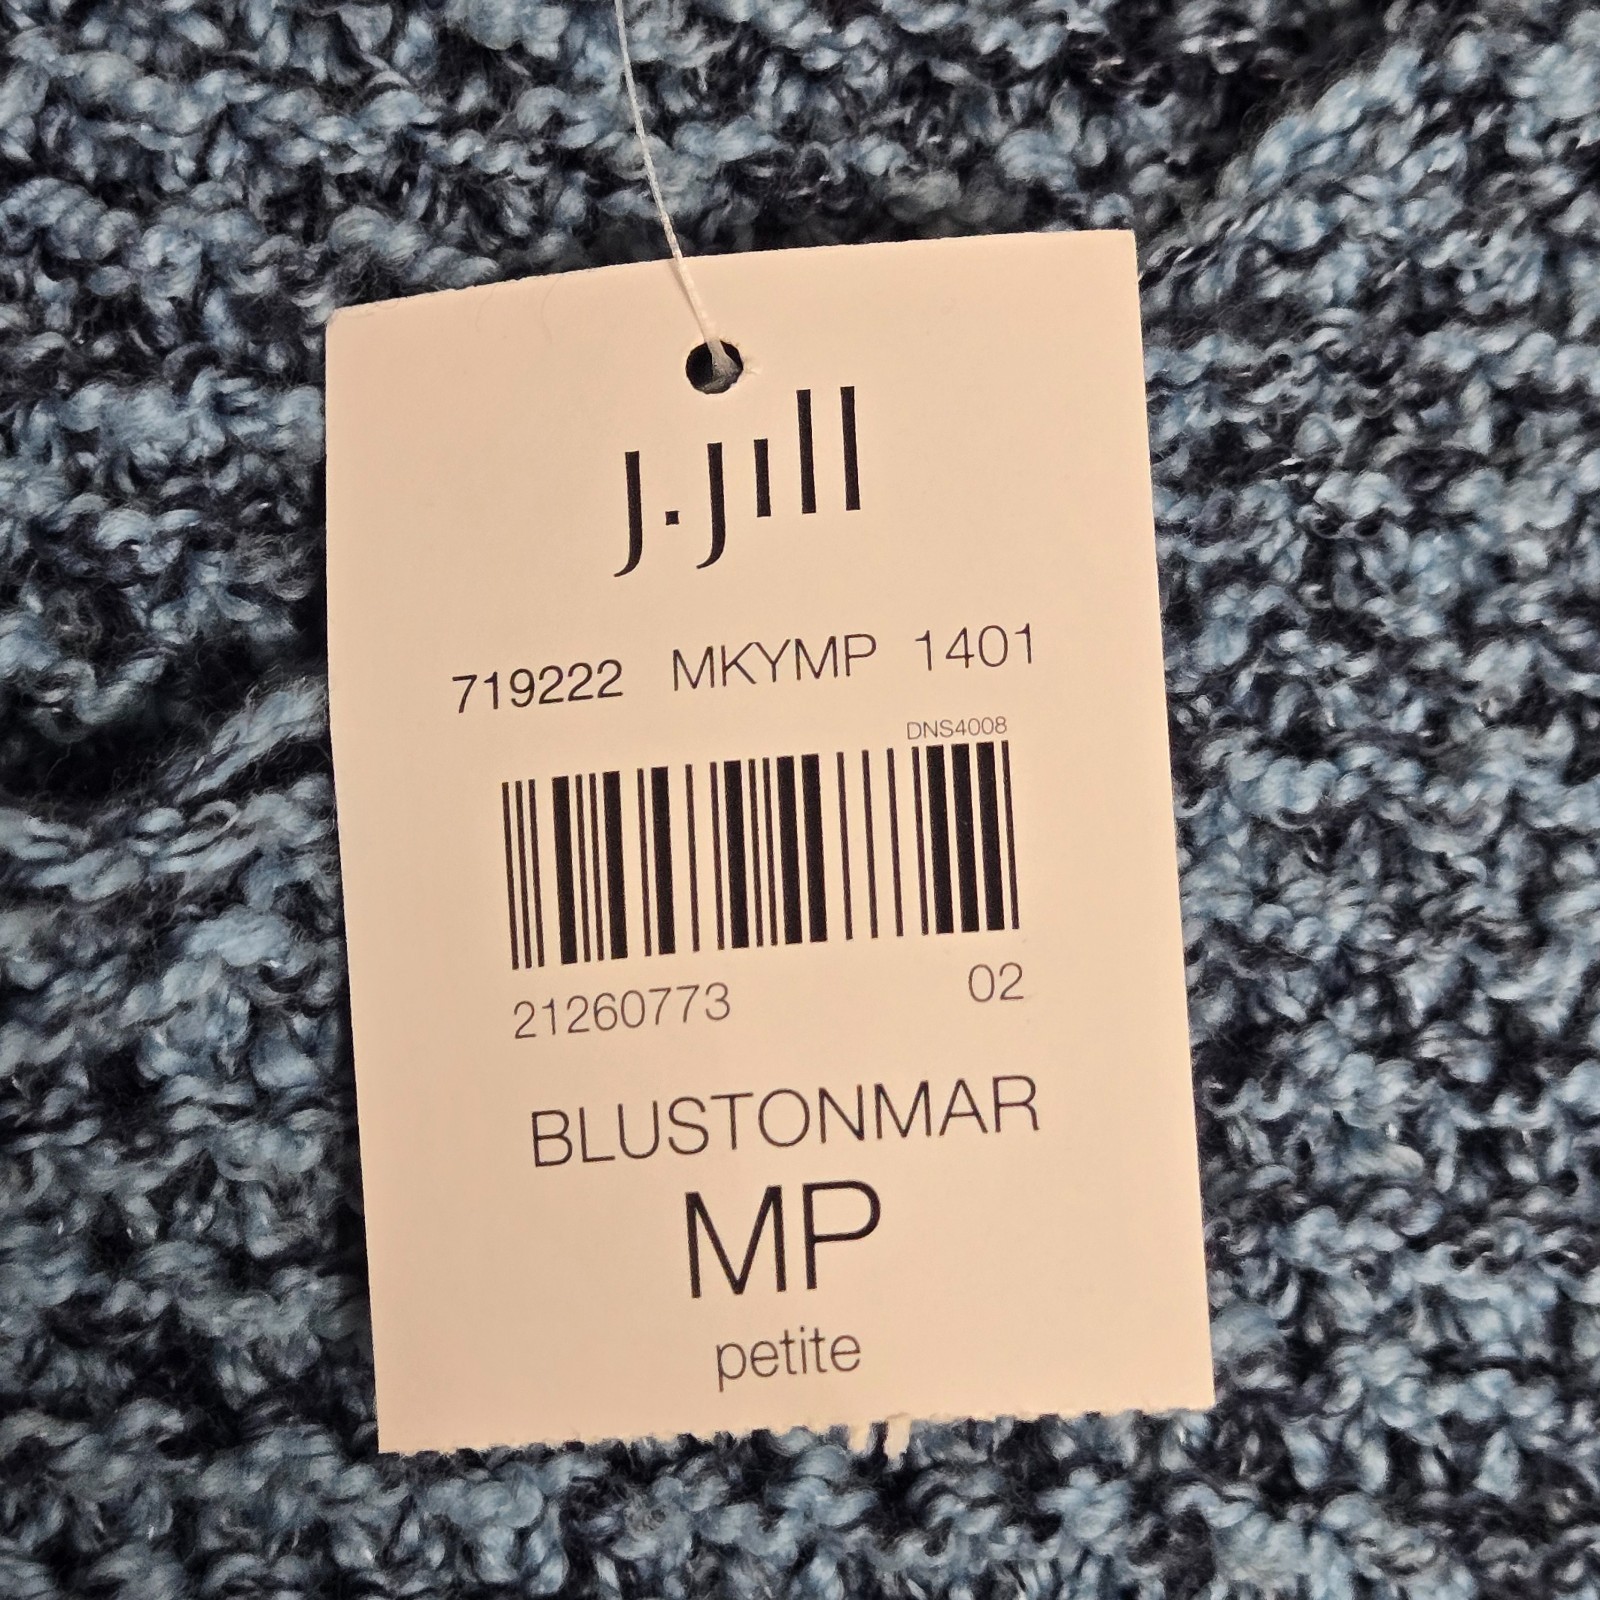 J.Jill
719222 MKYMP 1401
DNS4008
21260773 02
BLUSTONMAR
MP
petite